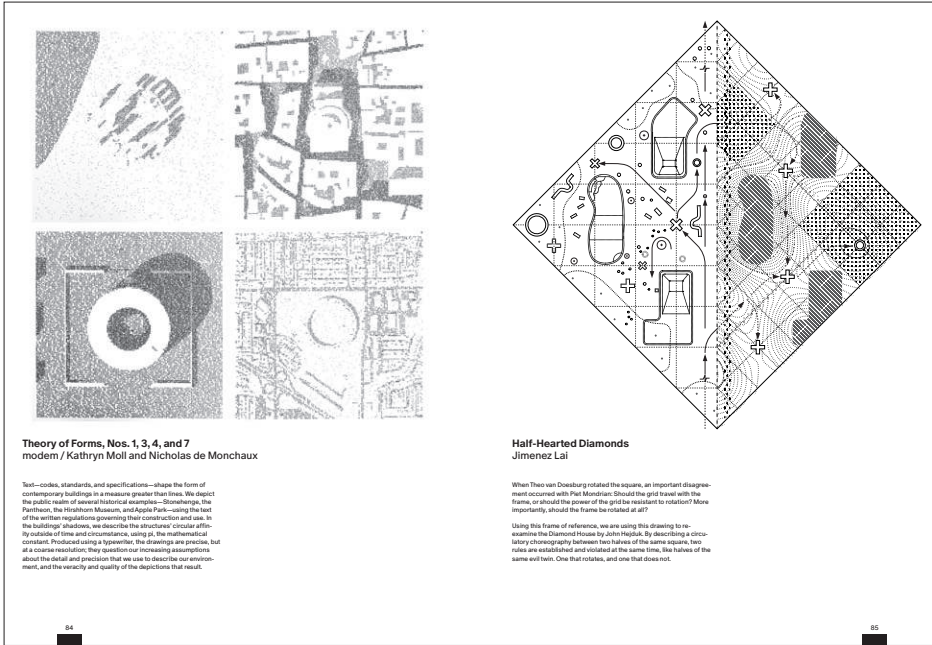 Theory of Forms, Nos. 1, 3, 4, and 7
modem / Kathryn Moll and Nicholas de Monchaux
Text—codes, standards, and specifications—shape the form of
contemporary buildings in a measure greater than lines. We depict
the public realm of several historical examples—Stonehenge, the
Pantheon, the Hirshhorn Museum, and Apple Park—using the text
of the written regulations governing their construction and use. In
the buildings' shadows, we describe the structures' circular affin-
ity outside of time and circumstance, using pi, the mathematical
constant. Produced using a typewriter, the drawings are precise, but
at a coarse resolution; they question our increasing assumptions
about the detail and precision that we use to describe our environ-
ment, and the veracity and quality of the depictions that result.
84
Half-Hearted Diamonds
Jimenez Lai
When Theo van Doesburg rotated the square, an important disagree-
ment occurred with Piet Mondrian: Should the grid travel with the
frame, or should the power of the grid be resistant to rotation? More
importantly, should the frame be rotated at all?
Using this frame of reference, we are using this drawing to re-
examine the Diamond House by John Hejduk. By describing a circu-
latory choreography between two halves of the same square, two
rules are established and violated at the same time, like halves of the
same evil twin. One that rotates, and one that does not.
85